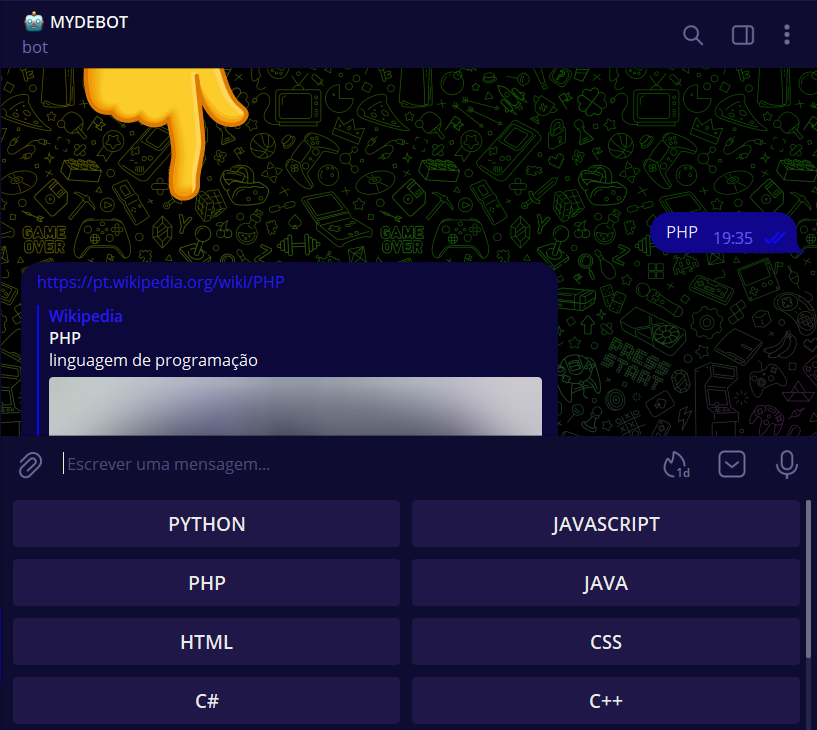 🤖 MYDEBOT
bot
GAME OVER
GAME OVER
PHP 19:35
https://pt.wikipedia.org/wiki/PHP
Wikipedia
PHP
linguagem de programação
PRESS START
Escrever uma mensagem...
1d
PYTHON
JAVASCRIPT
PHP
JAVA
HTML
CSS
C#
C++